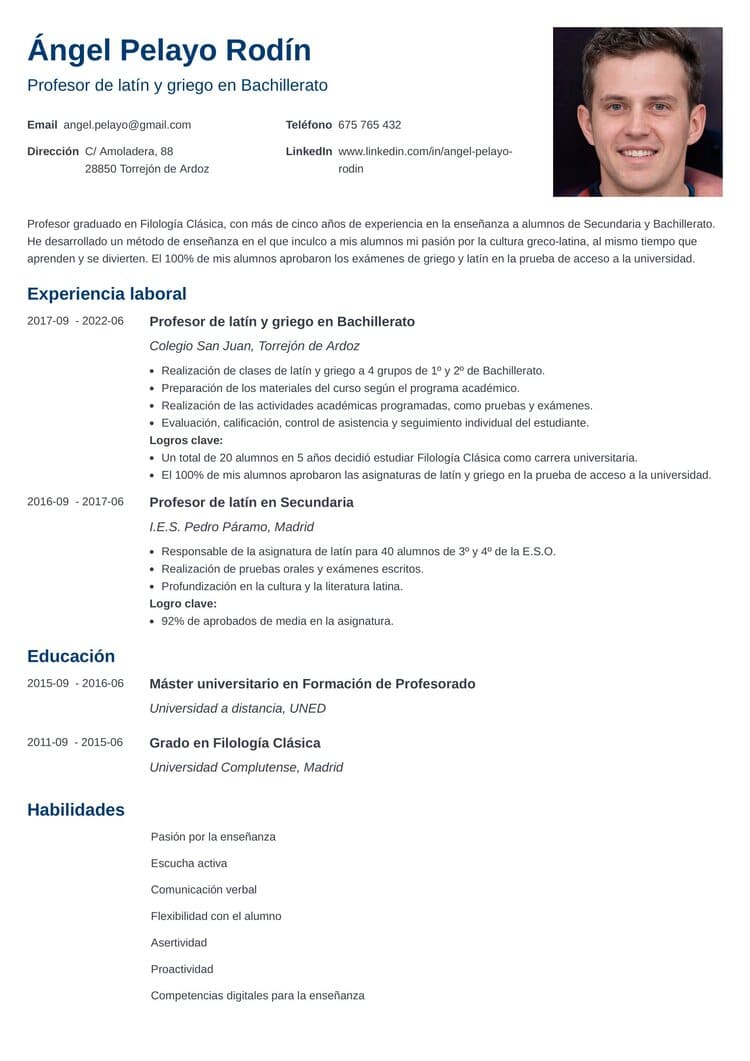 Ángel Pelayo Rodín
Profesor de latín y griego en Bachillerato
Email angel.pelayo@gmail.com
Teléfono 675 765 432
Dirección C/ Amoladera, 88
28850 Torrejón de Ardoz
LinkedIn www.linkedin.com/in/angel-pelayo-
rodin
Profesor graduado en Filología Clásica, con más de cinco años de experiencia en la enseñanza a alumnos de Secundaria y Bachillerato.
He desarrollado un método de enseñanza en el que inculco a mis alumnos mi pasión por la cultura greco-latina, al mismo tiempo que
aprenden y se divierten. El 100% de mis alumnos aprobaron los exámenes de griego y latín en la prueba de acceso a la universidad.
Experiencia laboral
2017-09 - 2022-06
Profesor de latín y griego en Bachillerato
Colegio San Juan, Torrejón de Ardoz
• Realización de clases de latín y griego a 4 grupos de 1º y 2º de Bachillerato.
• Preparación de los materiales del curso según el programa académico.
• Realización de las actividades académicas programadas, como pruebas y exámenes.
• Evaluación, calificación, control de asistencia y seguimiento individual del estudiante.
Logros clave:
• Un total de 20 alumnos en 5 años decidió estudiar Filología Clásica como carrera universitaria.
• El 100% de mis alumnos aprobaron las asignaturas de latín y griego en la prueba de acceso a la universidad.
2016-09 - 2017-06
Profesor de latín en Secundaria
I.E.S. Pedro Páramo, Madrid
• Responsable de la asignatura de latín para 40 alumnos de 3º y 4º de la E.S.O.
• Realización de pruebas orales y exámenes escritos.
• Profundización en la cultura y la literatura latina.
Logro clave:
• 92% de aprobados de media en la asignatura.
Educación
2015-09 - 2016-06
Máster universitario en Formación de Profesorado
Universidad a distancia, UNED
2011-09 - 2015-06
Grado en Filología Clásica
Universidad Complutense, Madrid
Habilidades
Pasión por la enseñanza
Escucha activa
Comunicación verbal
Flexibilidad con el alumno
Asertividad
Proactividad
Competencias digitales para la enseñanza